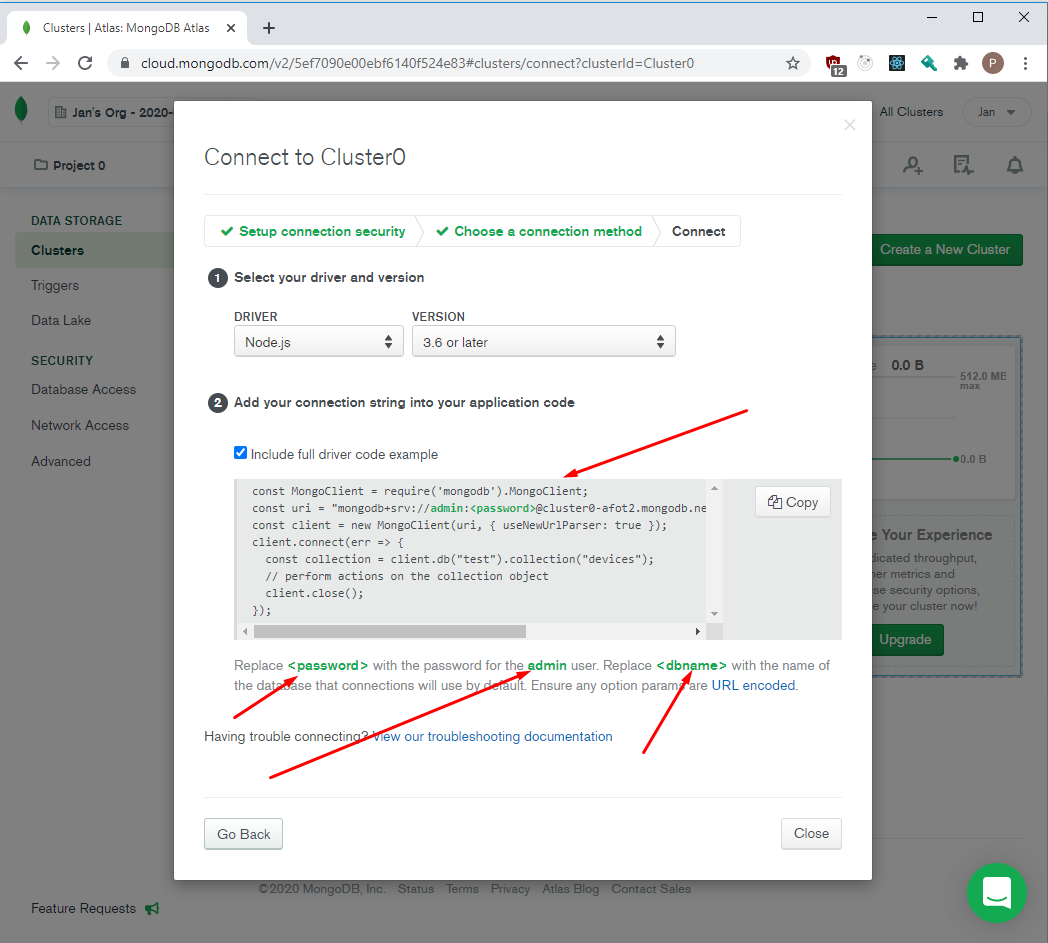 Clusters | Atlas: MongoDB Atlas
cloud.mongodb.com/v2/5ef7090e00ebf6140f524e83#clusters/connect?clusterId=Cluster0
12
P
Jan's Org - 2020-
All Clusters
Jan
Project 0
DATA STORAGE
Clusters
Triggers
Data Lake
SECURITY
Database Access
Network Access
Advanced
Feature Requests
Connect to Cluster0
Setup connection security
Choose a connection method
Connect
1 Select your driver and version
DRIVER VERSION
Node.js 3.6 or later
2 Add your connection string into your application code
Include full driver code example
const MongoClient = require('mongodb').MongoClient;
const uri = "mongodb+srv://admin:<password>@cluster0-afot2.mongodb.ne
const client = new MongoClient(uri, { useNewUrlParser: true });
client.connect(err => {
const collection = client.db("test").collection("devices");
// perform actions on the collection object
client.close();
});
Copy
Replace <password> with the password for the admin user. Replace <dbname> with the name of
the database that connections will use by default. Ensure any option params are URL encoded.
Having trouble connecting? View our troubleshooting documentation
Go Back
Close
Create a New Cluster
e 0.0 B
512.0 MB
max
0.0 B
e Your Experience
dicated throughput,
her metrics and
se security options,
e your cluster now!
Upgrade
©2020 MongoDB, Inc. Status Terms Privacy Atlas Blog Contact Sales